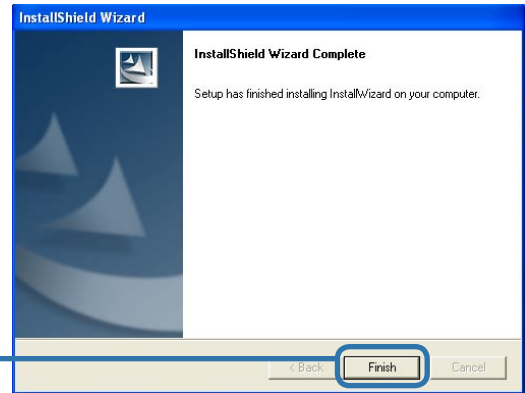 InstallShield Wizard
InstallShield Wizard Complete
Setup has finished installing InstallWizard on your computer.
< Back
Finish
Cancel